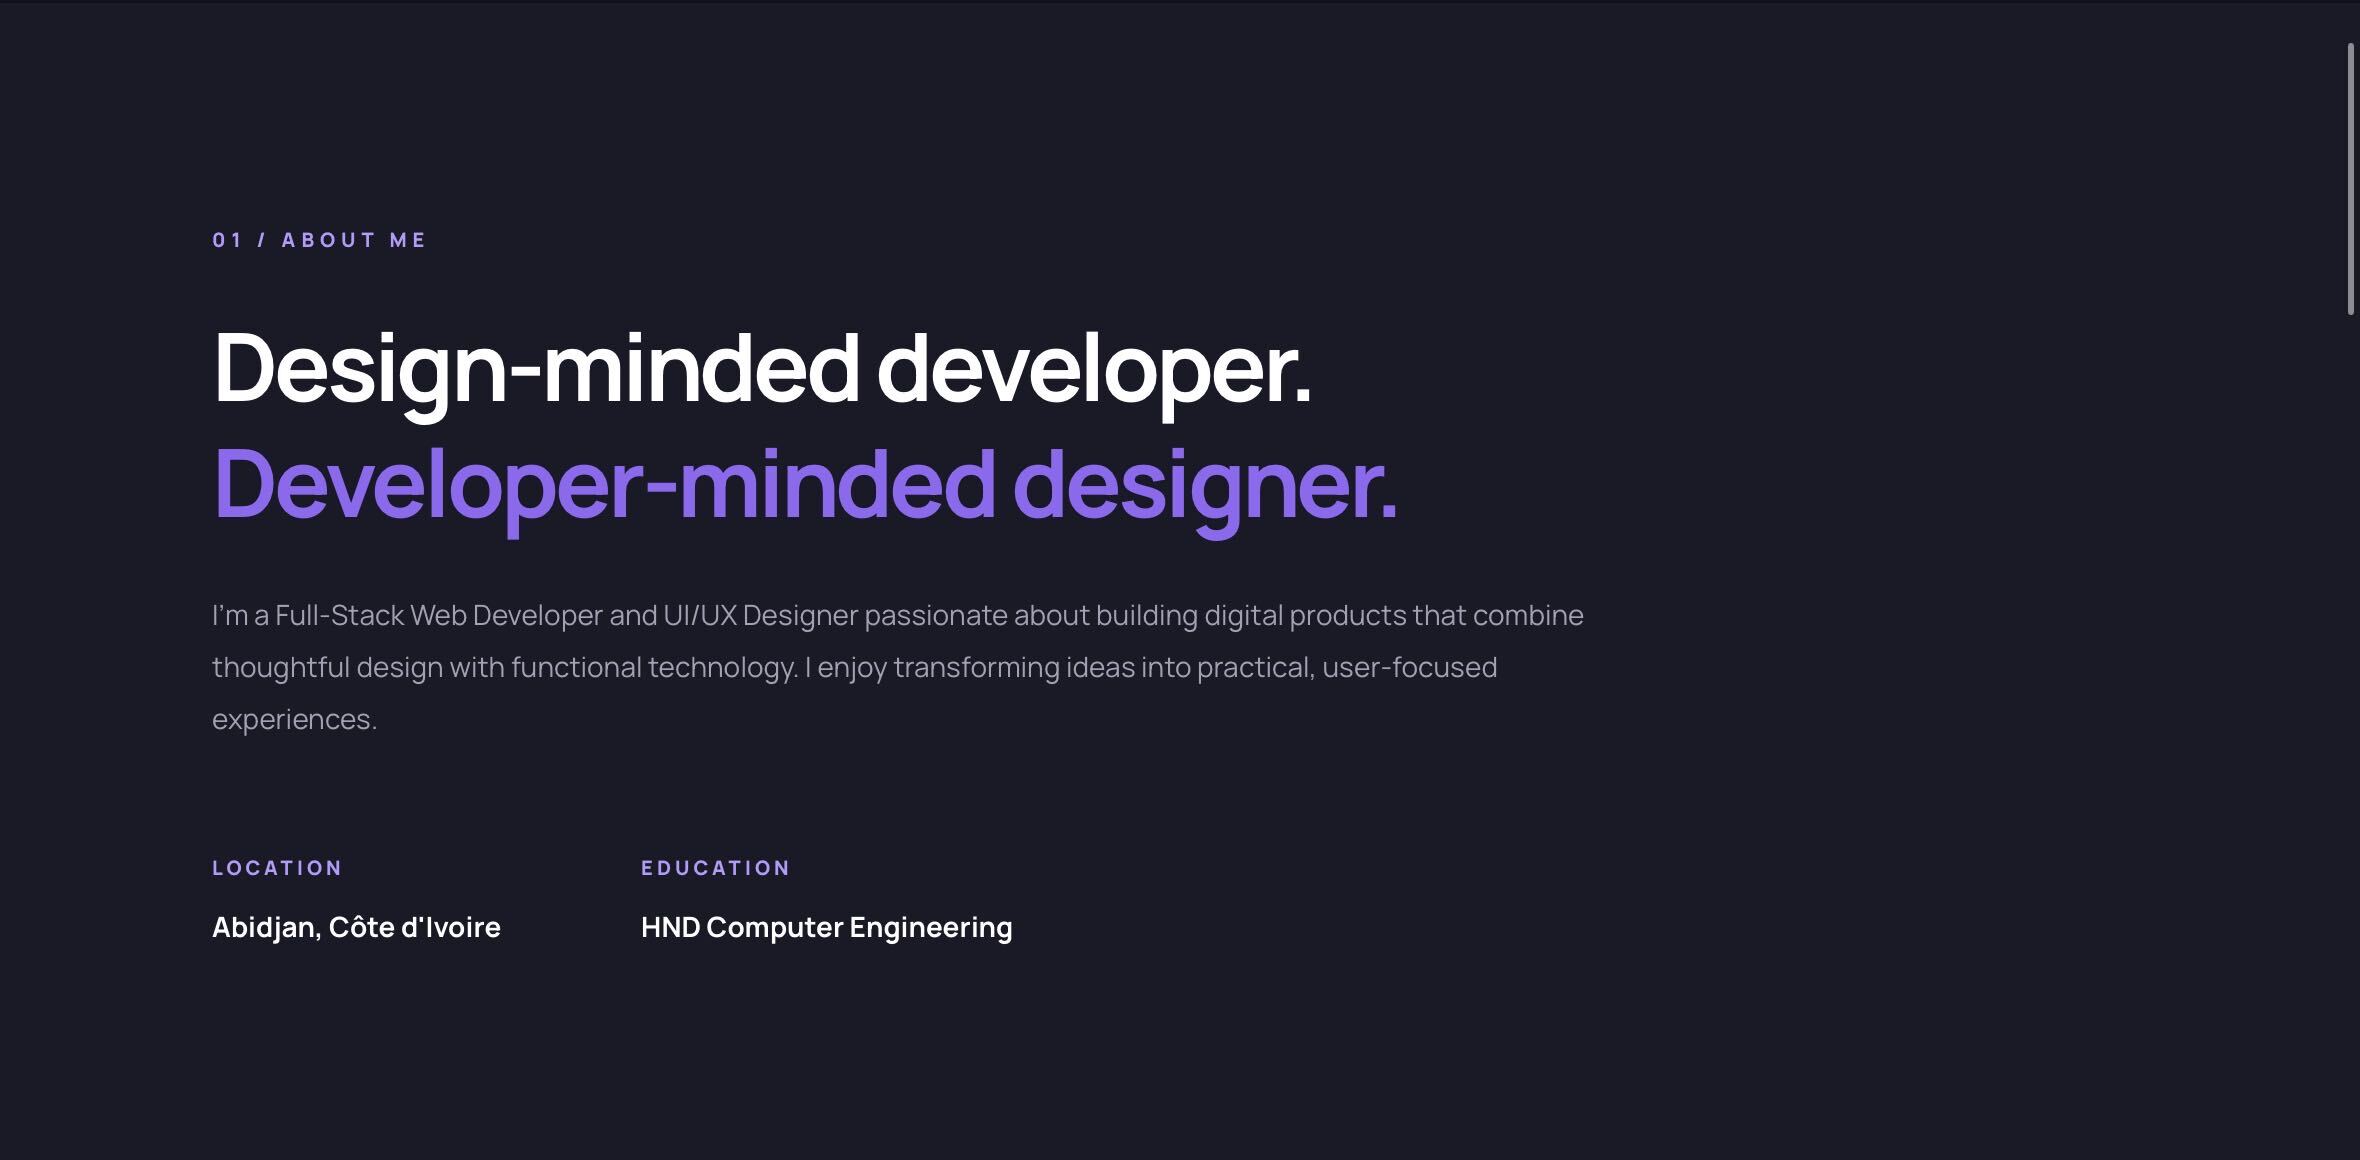 01 / ABOUT ME
Design-minded developer.
Developer-minded designer.
I’m a Full-Stack Web Developer and UI/UX Designer passionate about building digital products that combine
thoughtful design with functional technology. I enjoy transforming ideas into practical, user-focused
experiences.
LOCATION
Abidjan, Côte d'Ivoire
EDUCATION
HND Computer Engineering